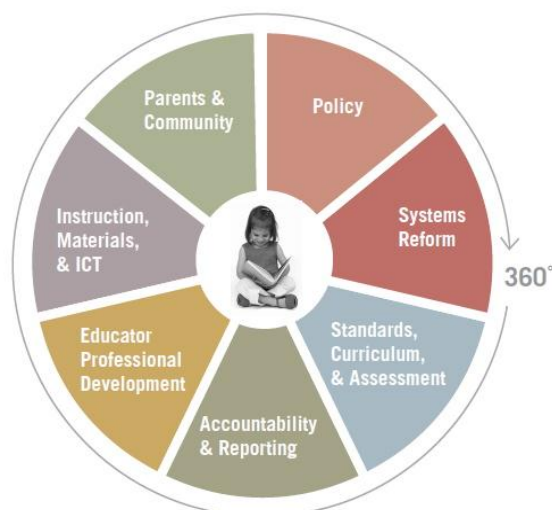 Policy
Systems
Reform
360°
Standards,
Curriculum,
& Assessment
Accountability
& Reporting
Educator
Professional
Development
Instruction,
Materials,
& ICT
Parents &
Community